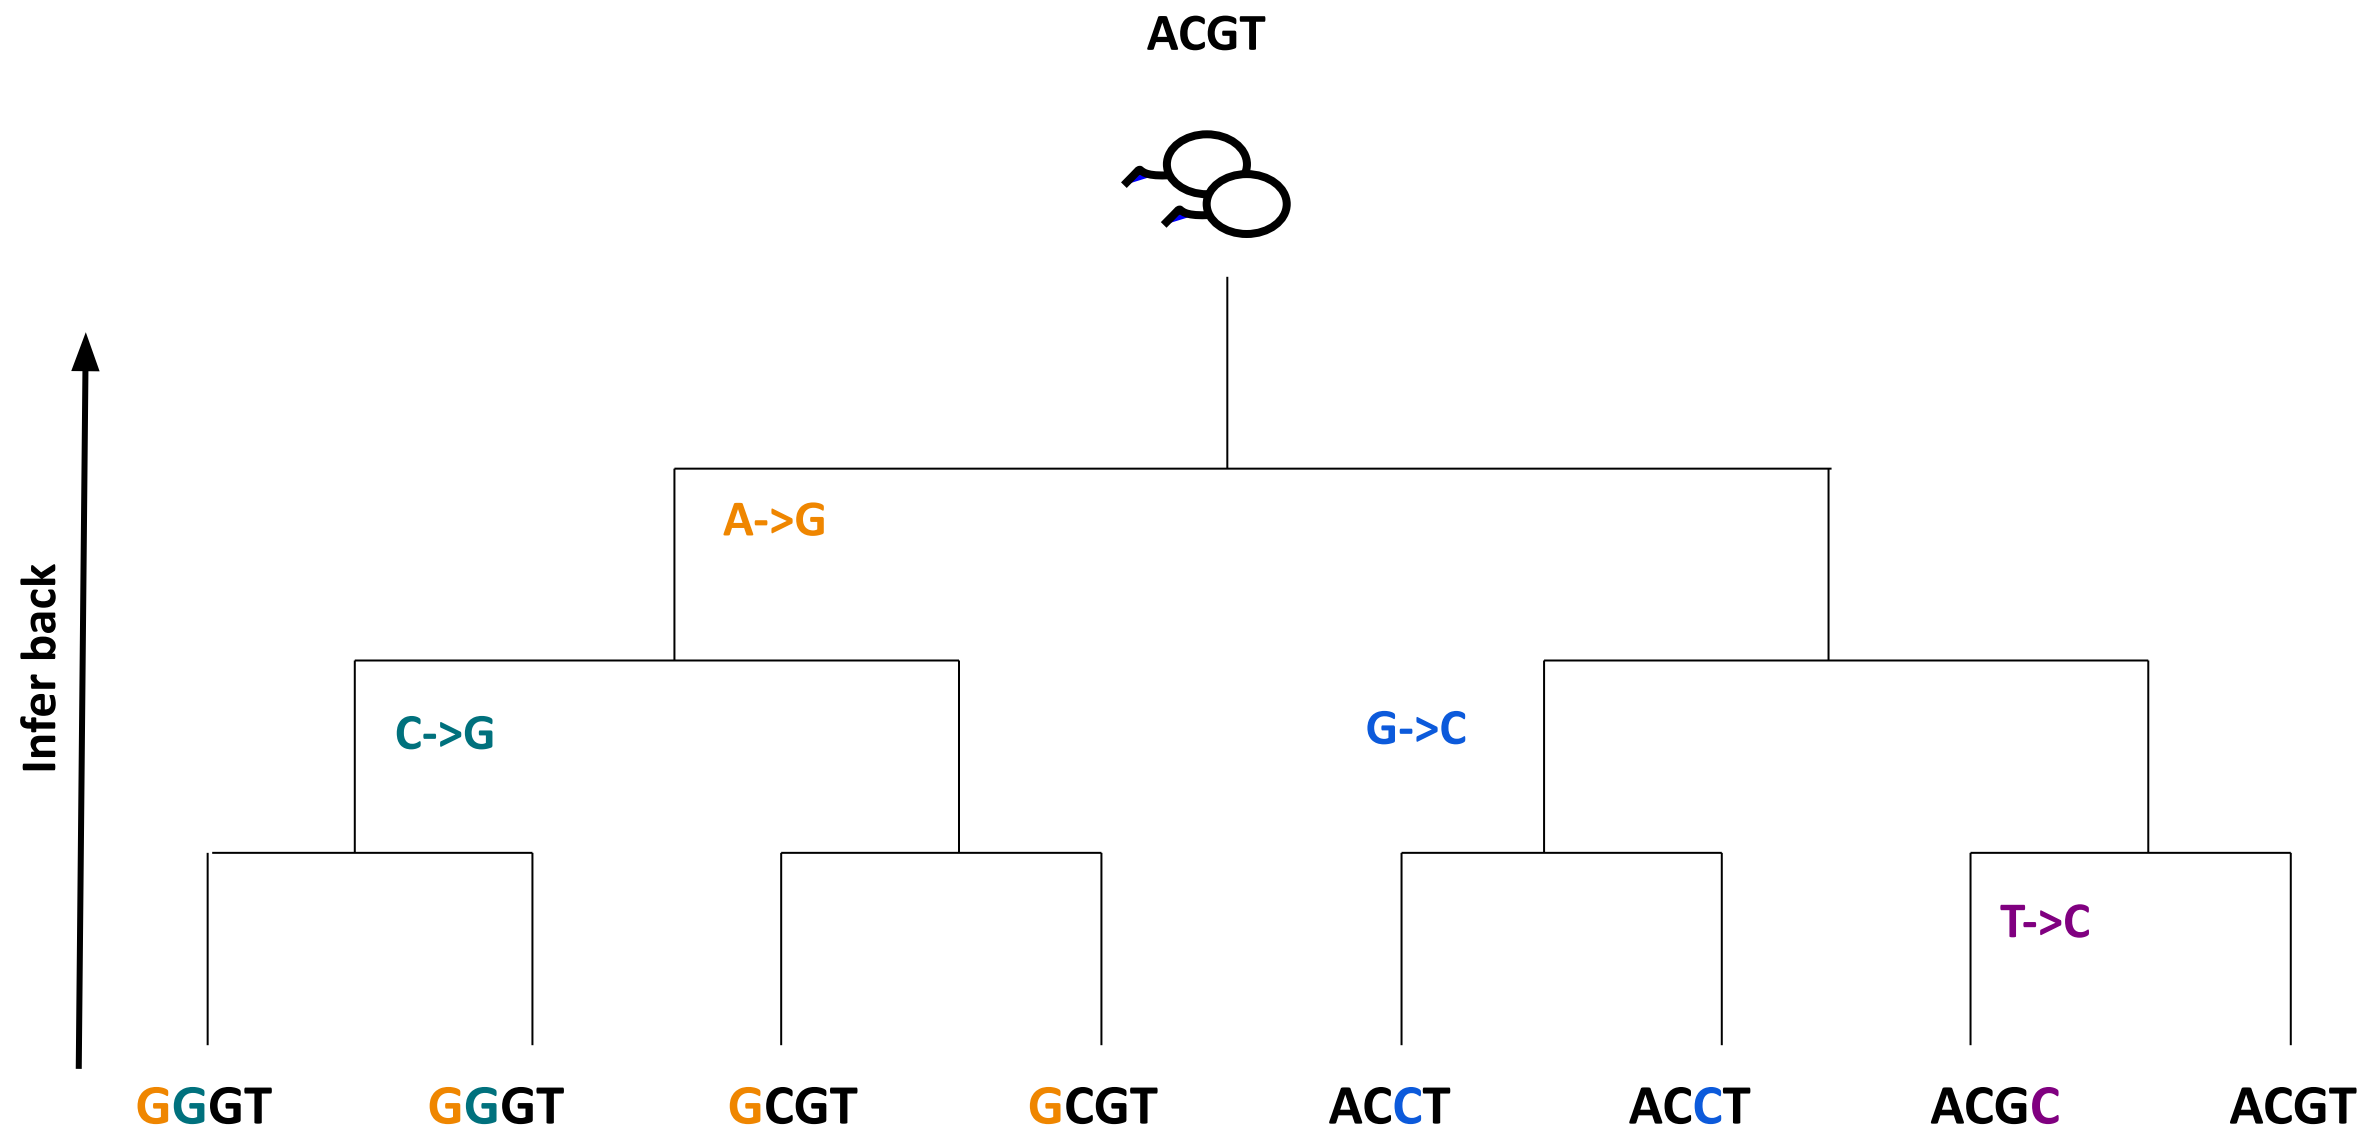 ACGT
A->G
Infer back
C->G
G->C
T->C
GGGT GGGT GCGT GCGT ACCT ACCT ACGC ACGT